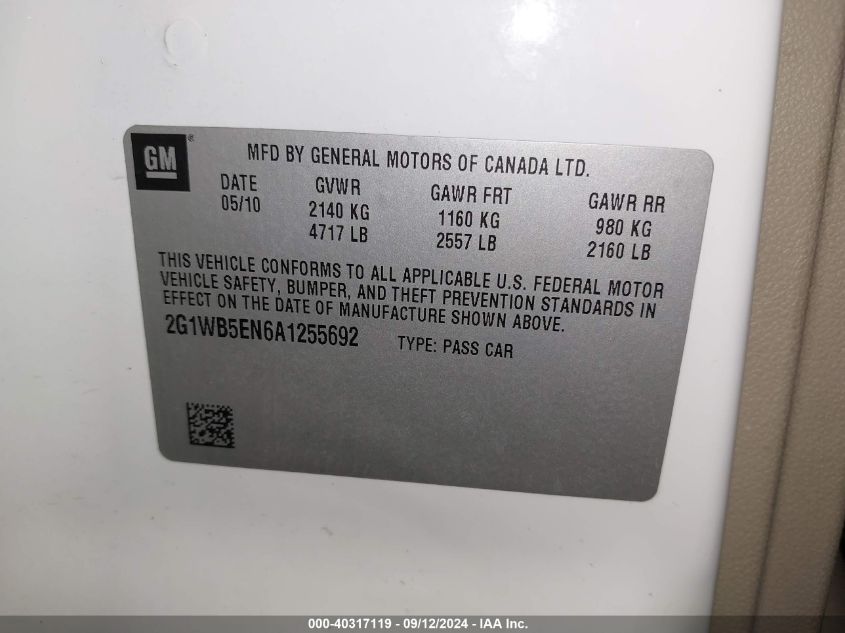 GM ®
MFD BY GENERAL MOTORS OF CANADA LTD.
DATE GVWR GAWR FRT GAWR RR
05/10 2140 KG 1160 KG 980 KG
4717 LB 2557 LB 2160 LB
THIS VEHICLE CONFORMS TO ALL APPLICABLE U.S. FEDERAL MOTOR
VEHICLE SAFETY, BUMPER, AND THEFT PREVENTION STANDARDS IN
EFFECT ON THE DATE OF MANUFACTURE SHOWN ABOVE.
2G1WB5EN6A1255692 TYPE: PASS CAR
000-40317119 - 09/12/2024 - IAA Inc.